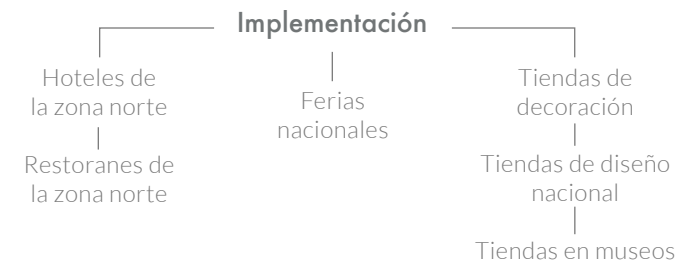 Implementación
Hoteles de
la zona norte
Restoranes de
la zona norte
Ferias
nacionales
Tiendas de
decoración
Tiendas de diseño
nacional
Tiendas en museos